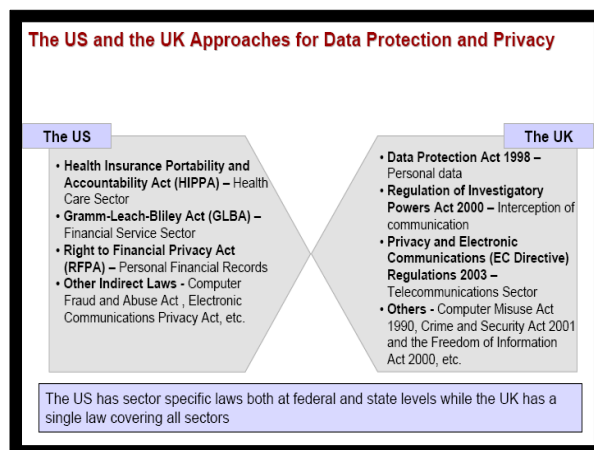 The US and the UK Approaches for Data Protection and Privacy
The US
• Health Insurance Portability and
Accountability Act (HIPPA) – Health
Care Sector
• Gramm-Leach-Bliley Act (GLBA) –
Financial Service Sector
• Right to Financial Privacy Act
(RFPA) – Personal Financial Records
• Other Indirect Laws - Computer
Fraud and Abuse Act , Electronic
Communications Privacy Act, etc.
The UK
• Data Protection Act 1998 –
Personal data
• Regulation of Investigatory
Powers Act 2000 – Interception of
communication
• Privacy and Electronic
Communications (EC Directive)
Regulations 2003 –
Telecommunications Sector
• Others - Computer Misuse Act
1990, Crime and Security Act 2001
and the Freedom of Information
Act 2000, etc.
The US has sector specific laws both at federal and state levels while the UK has a
single law covering all sectors